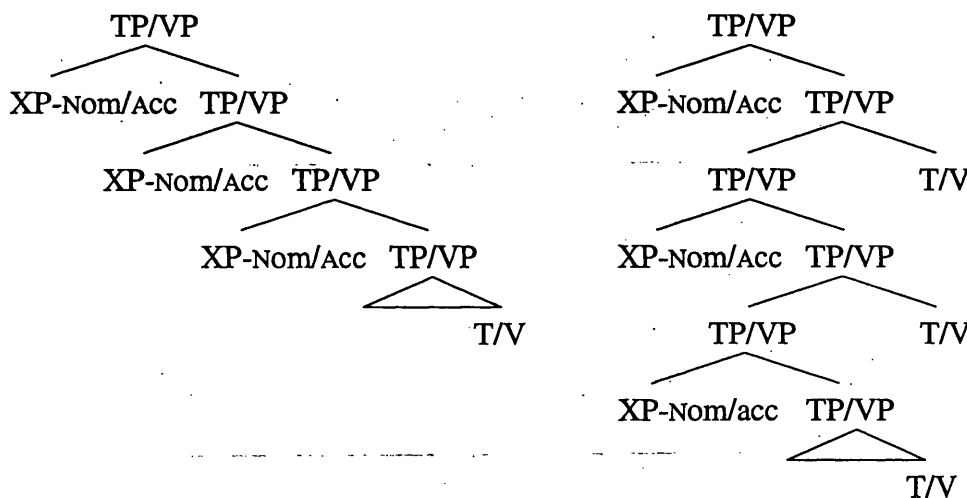 TP/VP TP/VP
XP-Nom/Acc TP/VP XP-Nom/Acc TP/VP
XP-Nom/Acc TP/VP TP/VP T/V
XP-Nom/Acc TP/VP XP-Nom/Acc TP/VP
T/V TP/VP T/V
XP-Nom/acc TP/VP
T/V